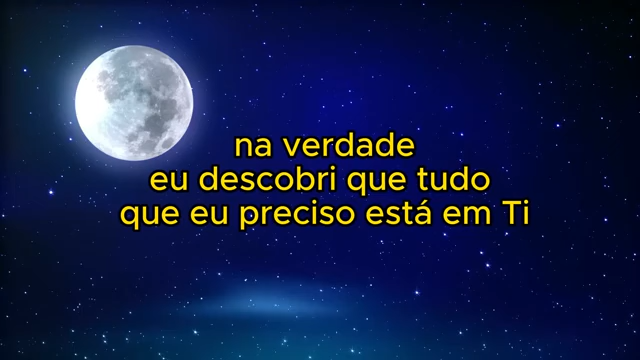 na verdade
eu descobri que tudo
que eu preciso está em Ti